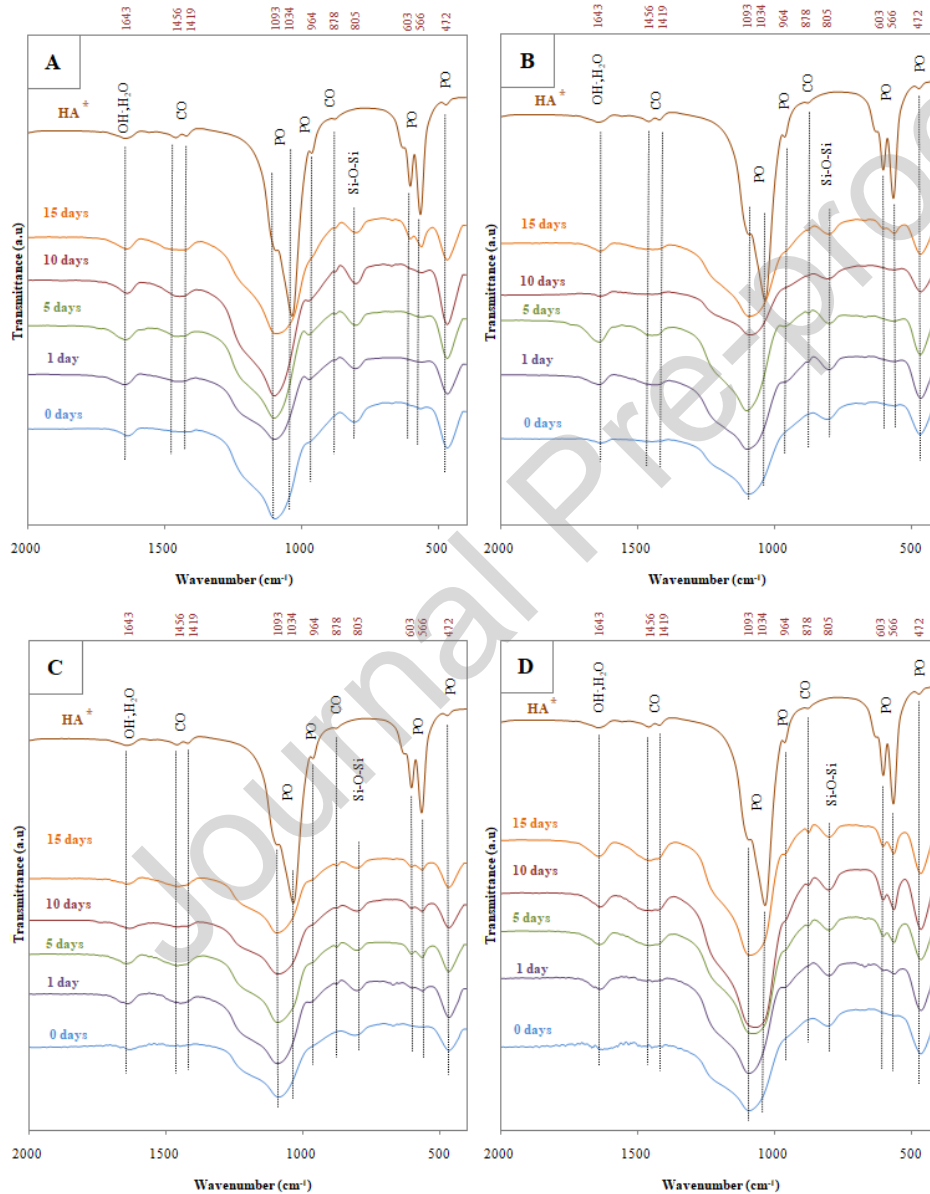 1643 1456 1419 1093 1034 964 878 805 603 566 472
A
OH-,H2O CO PO PO CO Si-O-Si PO PO
HA *
15 days
10 days
5 days
1 day
0 days
Transmittance (a.u)
2000 1500 1000 500
Wavenumber (cm-1)
1643 1456 1419 1093 1034 964 878 805 603 566 472
B
OH-,H2O CO PO PO CO Si-O-Si PO PO
HA *
15 days
10 days
5 days
1 day
0 days
Transmittance (a.u)
2000 1500 1000 500
Wavenumber (cm-1)
1643 1456 1419 1093 1034 964 878 805 603 566 472
C
OH-,H2O CO PO PO CO Si-O-Si PO PO
HA *
15 days
10 days
5 days
1 day
0 days
Transmittance (a.u)
2000 1500 1000 500
Wavenumber (cm-1)
1643 1456 1419 1093 1034 964 878 805 603 566 472
D
OH-,H2O CO PO PO CO Si-O-Si PO PO
HA *
15 days
10 days
5 days
1 day
0 days
Transmittance (a.u)
2000 1500 1000 500
Wavenumber (cm-1)
Journal Pre-proo